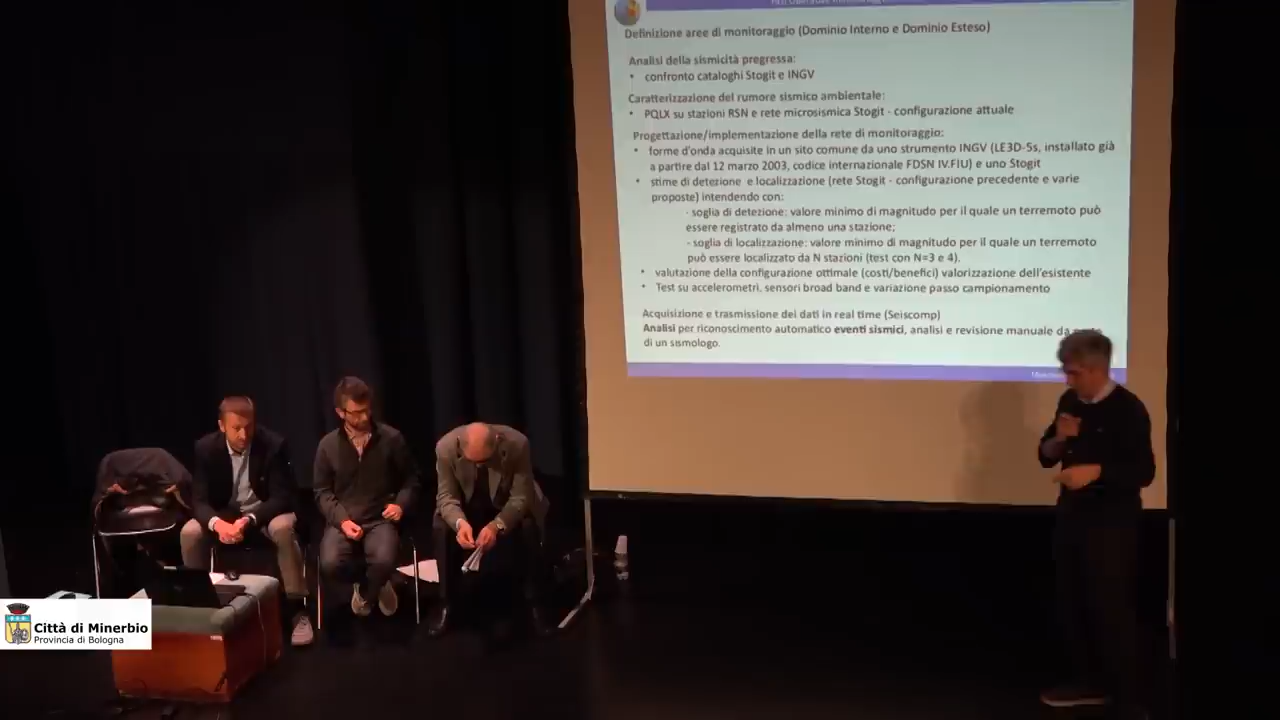 Definizione aree di monitoraggio (Dominio Interno e Dominio Esteso)
Analisi della sismicità pregressa:
• confronto cataloghi Stogit e INGV
Caratterizzazione del rumore sismico ambientale:
• PQLX su stazioni RSN e rete microsismica Stogit - configurazione attuale
Progettazione/implementazione della rete di monitoraggio:
• forme d'onda acquisite in un sito comune da uno strumento INGV (LE3D-5s, installato già
a partire dal 12 marzo 2003, codice internazionale FDSN IV.FIU) e uno Stogit
• stime di detezione e localizzazione (rete Stogit - configurazione precedente e varie
proposte) intendendo con:
- soglia di detezione: valore minimo di magnitudo per il quale un terremoto può
essere registrato da almeno una stazione;
- soglia di localizzazione: valore minimo di magnitudo per il quale un terremoto
può essere localizzato da N stazioni (test con N=3 e 4).
• valutazione della configurazione ottimale (costi/benefici) valorizzazione dell'esistente
• Test su accelerometri, sensori broad band e variazione passo campionamento
Acquisizione e trasmissione dei dati in real time (Seiscomp)
Analisi per riconoscimento automatico eventi sismici, analisi e revisione manuale da
di un sismologo.
Città di Minerbio
Provincia di Bologna